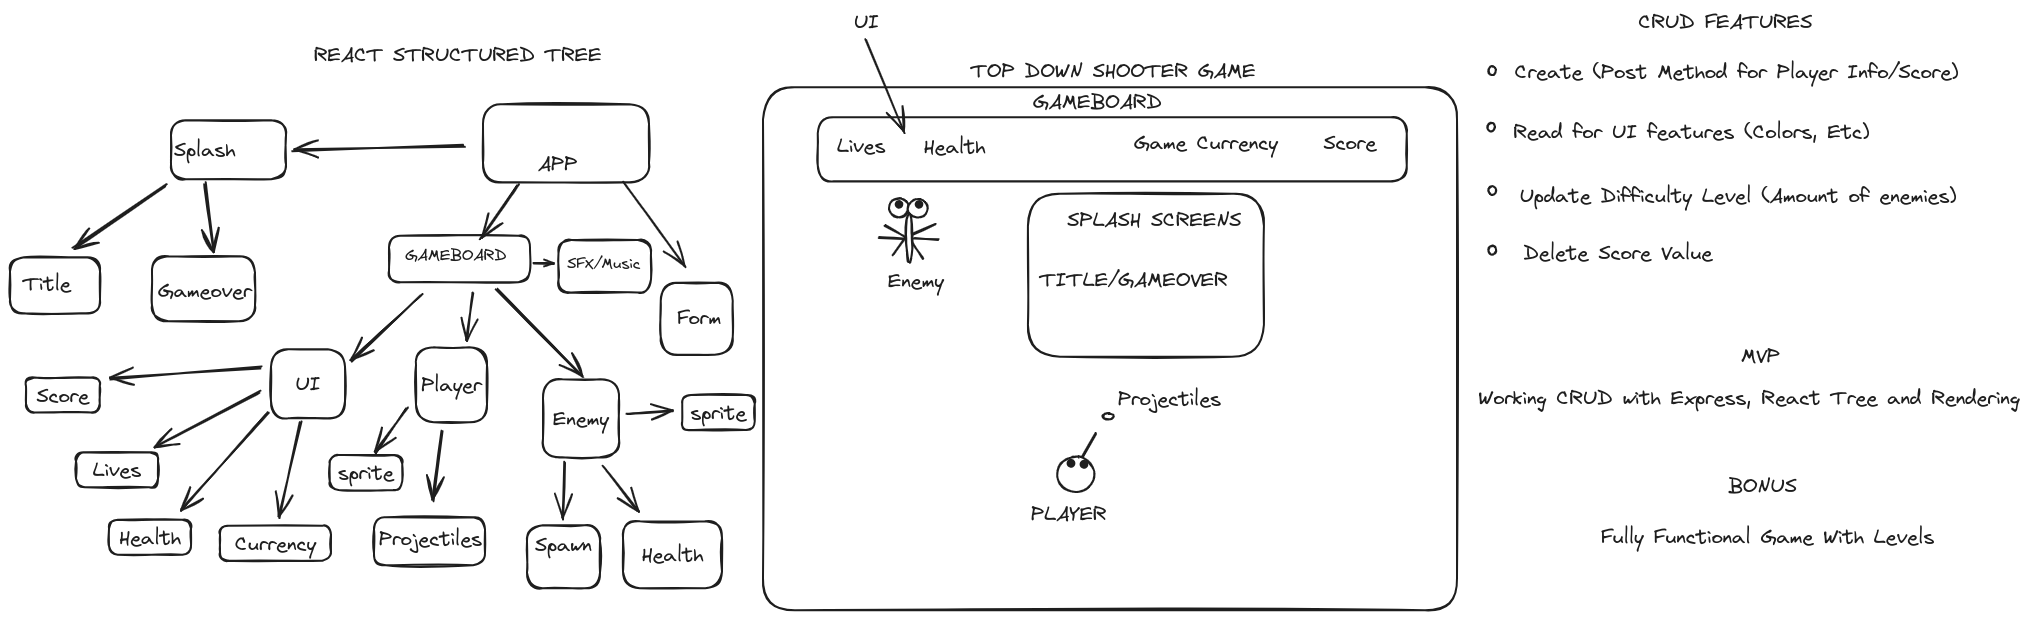 REACT STRUCTURED TREE
APP
Splash
Title
Gameover
GAMEBOARD
SFX/Music
Form
UI
Player
Enemy
sprite
Score
Lives
Health
Currency
sprite
Projectiles
Spawn
Health
UI
TOP DOWN SHOOTER GAME
GAMEBOARD
Lives
Health
Game Currency
Score
Enemy
SPLASH SCREENS
TITLE/GAMEOVER
Projectiles
PLAYER
CRUD FEATURES
Create (Post Method for Player Info/Score)
Read for UI features (Colors, Etc)
Update Difficulty Level (Amount of enemies)
Delete Score Value
MVP
Working CRUD with Express, React Tree and Rendering
BONUS
Fully Functional Game With Levels